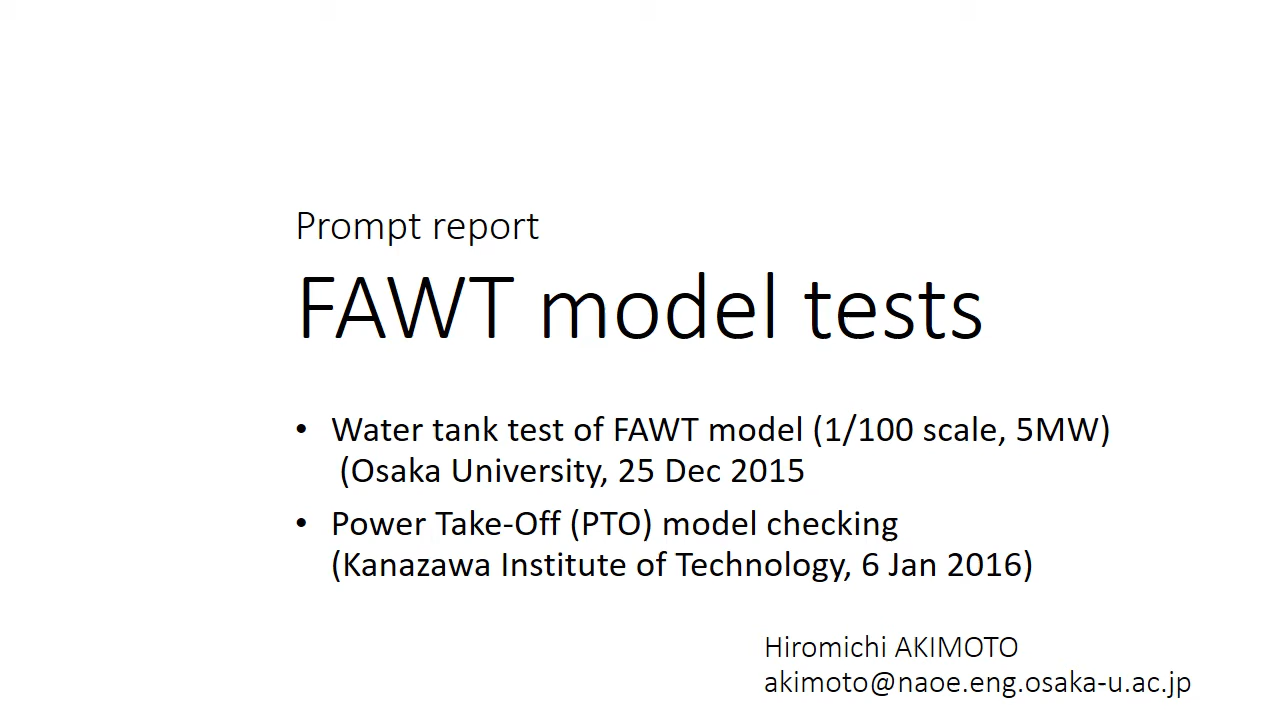 Prompt report
FAWT model tests
• Water tank test of FAWT model (1/100 scale, 5MW)
(Osaka University, 25 Dec 2015
• Power Take-Off (PTO) model checking
(Kanazawa Institute of Technology, 6 Jan 2016)
Hiromichi AKIMOTO
akimoto@naoe.eng.osaka-u.ac.jp